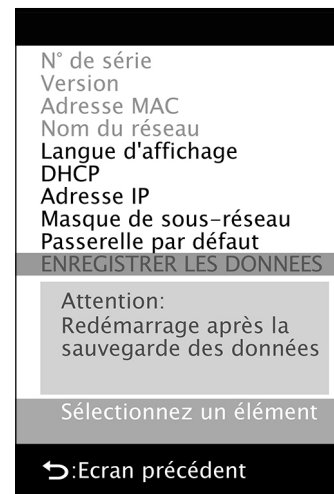 N° de série
Version
Adresse MAC
Nom du réseau
Langue d'affichage
DHCP
Adresse IP
Masque de sous-réseau
Passerelle par défaut
ENREGISTRER LES DONNEES
Attention:
Redémarrage après la
sauvegarde des données
Sélectionnez un élément
:Ecran précédent